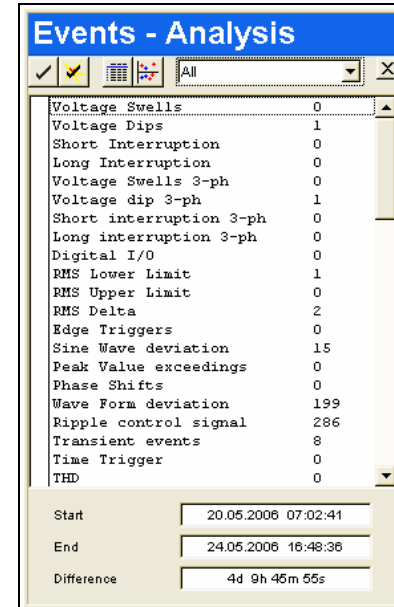 Events - Analysis
All
Voltage Swells 0
Voltage Dips 1
Short Interruption 0
Long Interruption 0
Voltage Swells 3-ph 0
Voltage dip 3-ph 1
Short interruption 3-ph 0
Long interruption 3-ph 0
Digital I/O 0
RMS Lower Limit 1
RMS Upper Limit 0
RMS Delta 2
Edge Triggers 0
Sine Wave deviation 15
Peak Value exceedings 0
Phase Shifts 0
Wave Form deviation 199
Ripple control signal 286
Transient events 8
Time Trigger 0
THD 0
Start 20.05.2006 07:02:41
End 24.05.2006 16:48:36
Difference 4d 9h 45m 55s